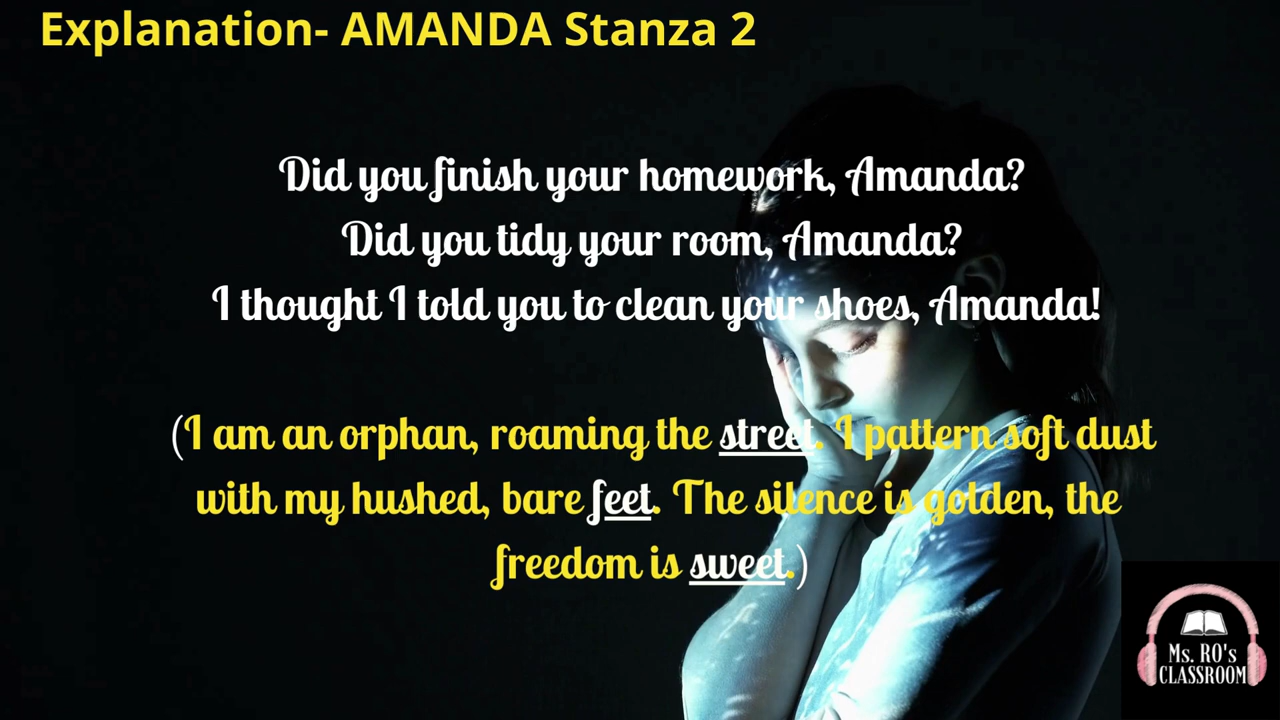 Explanation- AMANDA Stanza 2
Did you finish your homework, Amanda?
Did you tidy your room, Amanda?
I thought I told you to clean your shoes, Amanda!
(I am an orphan, roaming the street. I pattern soft dust
with my hushed, bare feet. The silence is golden, the
freedom is sweet.)
Ms. RO's
CLASSROOM